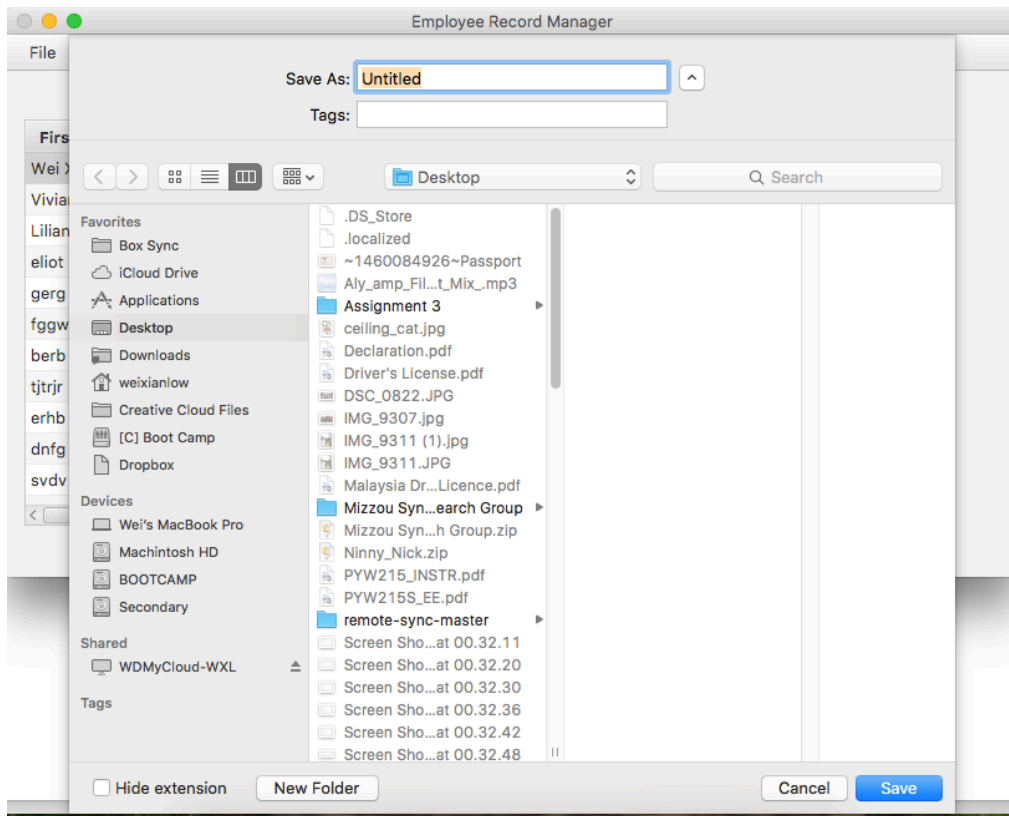 Employee Record Manager
File
Save As: Untitled
Tags:
Desktop
Search
Firs
Wei X
Vivia
Lilian
eliot
gerg
fggw
berb
tjtrjr
erhb
dnfg
svdv
Favorites
Box Sync
iCloud Drive
Applications
Desktop
Downloads
weixianlow
Creative Cloud Files
[C] Boot Camp
Dropbox
Devices
Wei's MacBook Pro
Machintosh HD
BOOTCAMP
Secondary
Shared
WDMyCloud-WXL
Tags
.DS_Store
.localized
~1460084926~Passport
Aly_amp_Fil...t_Mix_.mp3
Assignment 3
ceiling_cat.jpg
Declaration.pdf
Driver's License.pdf
DSC_0822.JPG
IMG_9307.jpg
IMG_9311 (1).jpg
IMG_9311.JPG
Malaysia Dr...Licence.pdf
Mizzou Syn...earch Group
Mizzou Syn...h Group.zip
Ninny_Nick.zip
PYW215_INSTR.pdf
PYW215S_EE.pdf
remote-sync-master
Screen Sho...at 00.32.11
Screen Sho...at 00.32.20
Screen Sho...at 00.32.30
Screen Sho...at 00.32.36
Screen Sho...at 00.32.42
Screen Sho...at 00.32.48
Hide extension
New Folder
Cancel
Save